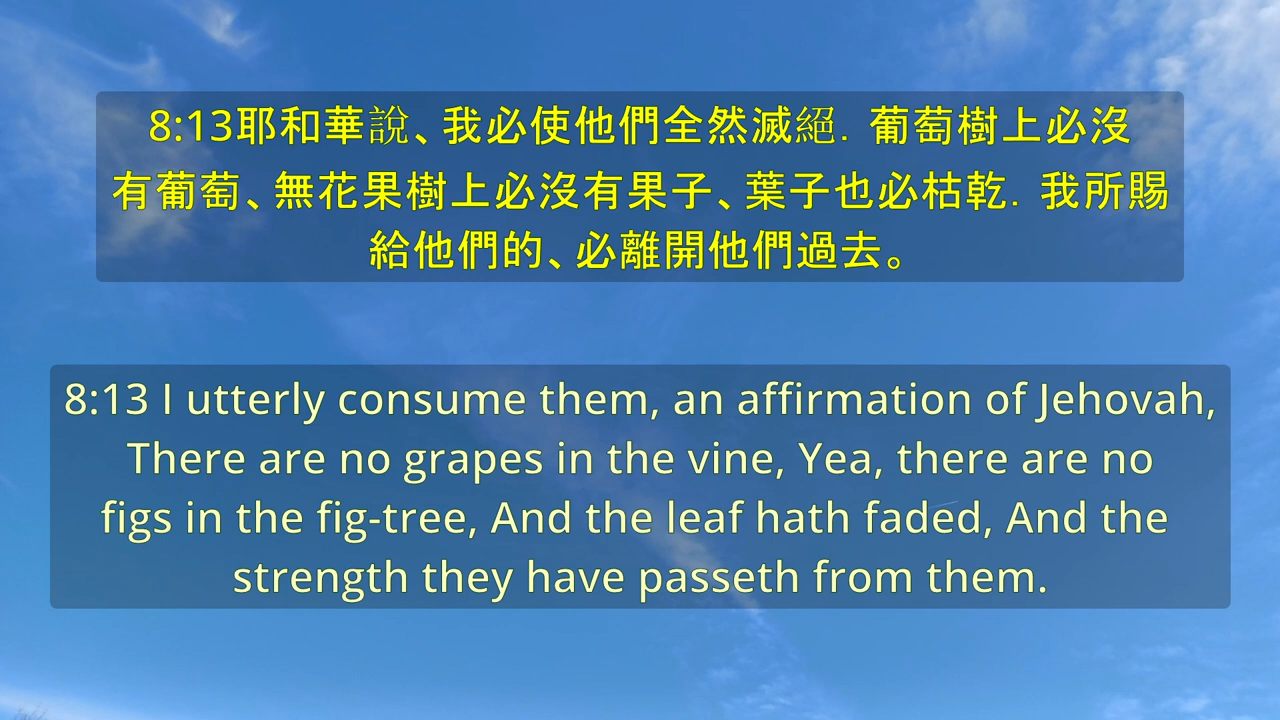 8:13耶和華說、我必使他們全然滅絕．葡萄樹上必沒
有葡萄、無花果樹上必沒有果子、葉子也必枯乾．我所賜
給他們的、必離開他們過去。
8:13 I utterly consume them, an affirmation of Jehovah,
There are no grapes in the vine, Yea, there are no
figs in the fig-tree, And the leaf hath faded, And the
strength they have passeth from them.